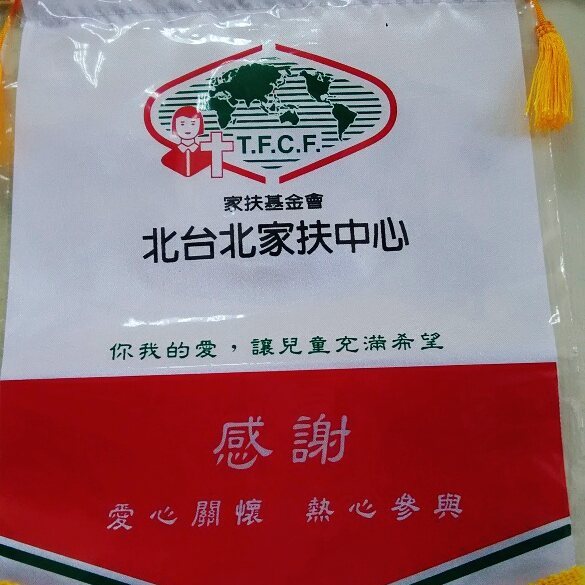 T.F.C.F.
家扶基金會
北台北家扶中心
你我的愛，讓兒童充滿希望
感謝
愛心關懷 熱心參與